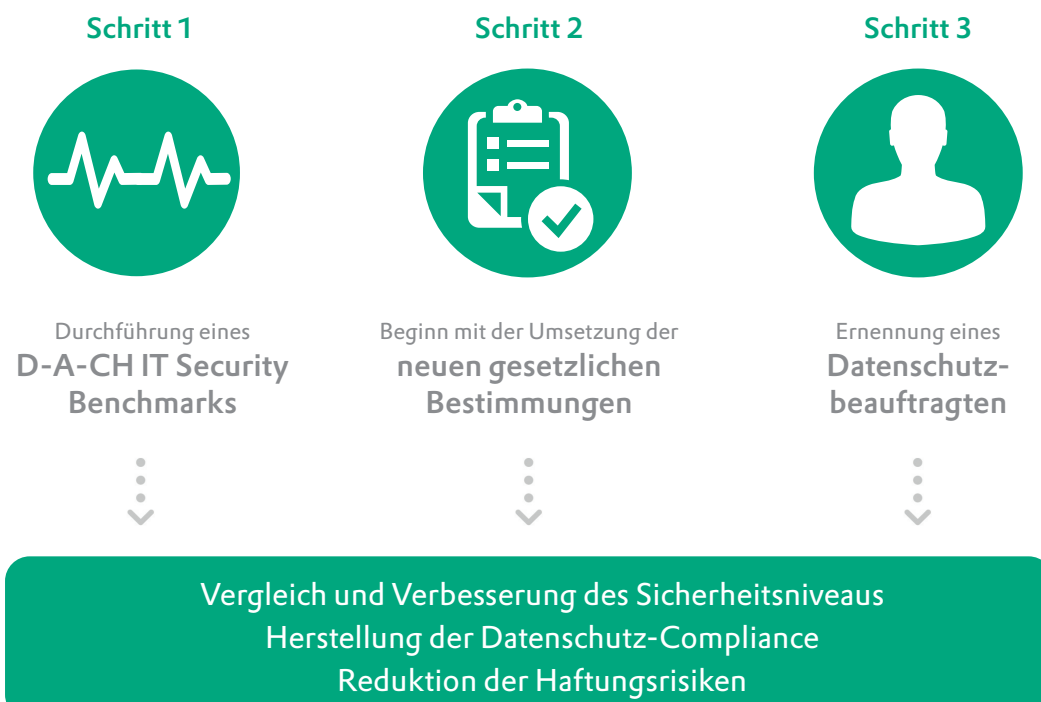 Schritt 1
Durchführung eines
D-A-CH IT Security
Benchmarks
Schritt 2
Beginn mit der Umsetzung der
neuen gesetzlichen
Bestimmungen
Schritt 3
Ernennung eines
Datenschutz-
beauftragten
Vergleich und Verbesserung des Sicherheitsniveaus
Herstellung der Datenschutz-Compliance
Reduktion der Haftungsrisiken